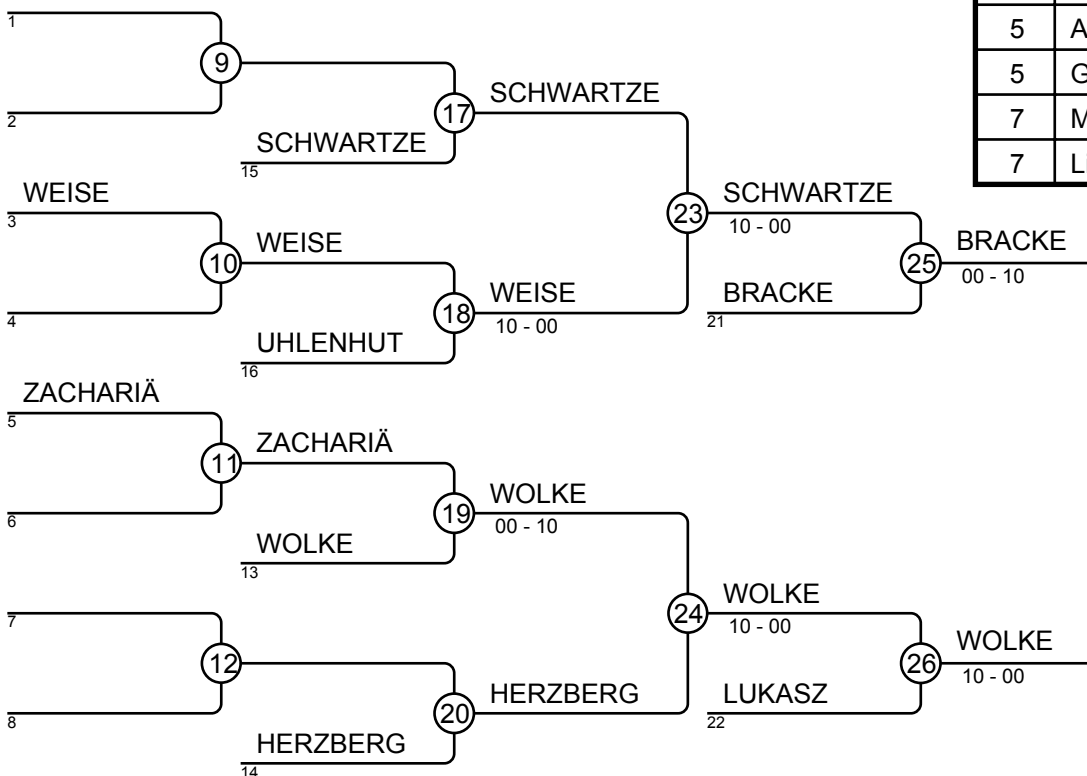 1
9
2
SCHWARTZE
15
17
SCHWARTZE
WEISE
3
10
4
WEISE
UHLENHUT
16
18
WEISE
10 - 00
23
SCHWARTZE
10 - 00
BRACKE
21
25
BRACKE
00 - 10
ZACHARIÄ
5
11
6
ZACHARIÄ
WOLKE
13
19
WOLKE
00 - 10
7
12
8
HERZBERG
14
20
HERZBERG
24
WOLKE
10 - 00
LUKASZ
22
26
WOLKE
10 - 00
5 A
5 G
7
7